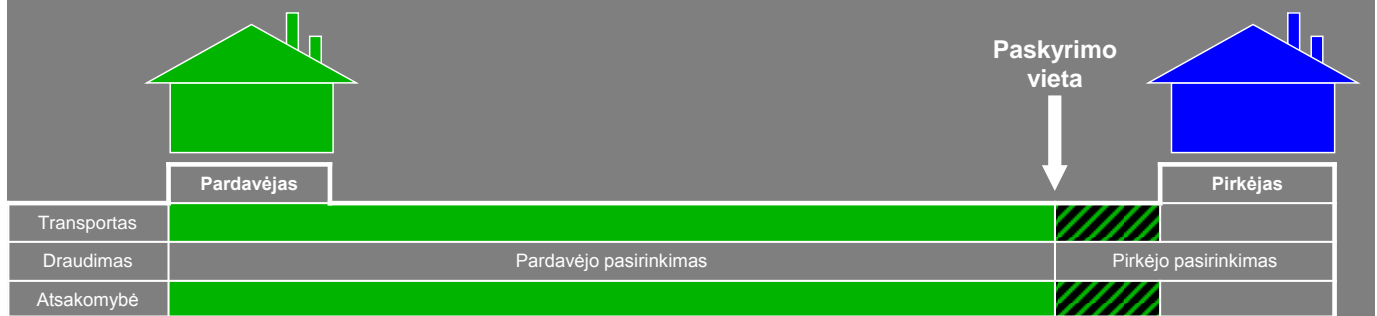 Paskyrimo
vieta
Pardavėjas
Pirkėjas
Transportas
Draudimas
Pardavėjo pasirinkimas
Pirkėjo pasirinkimas
Atsakomybė